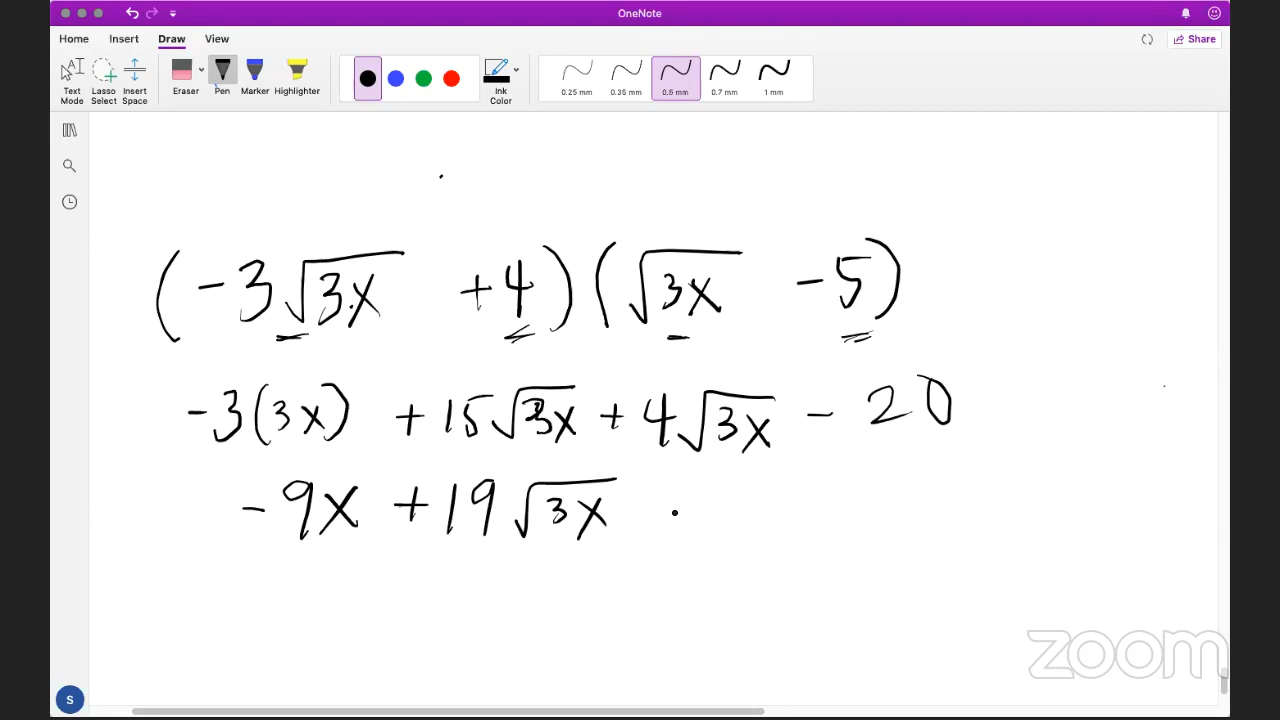 OneNote
Share
Home Insert Draw View
Text Mode Lasso Select Insert Space Eraser Pen Marker Highlighter Ink Color 0.25 mm 0.35 mm 0.5 mm 0.7 mm 1 mm
(-3√3x +4)(√3x -5)
-3(3x) +15√3x + 4√3x - 20
-9x +19√3x
zoom
S